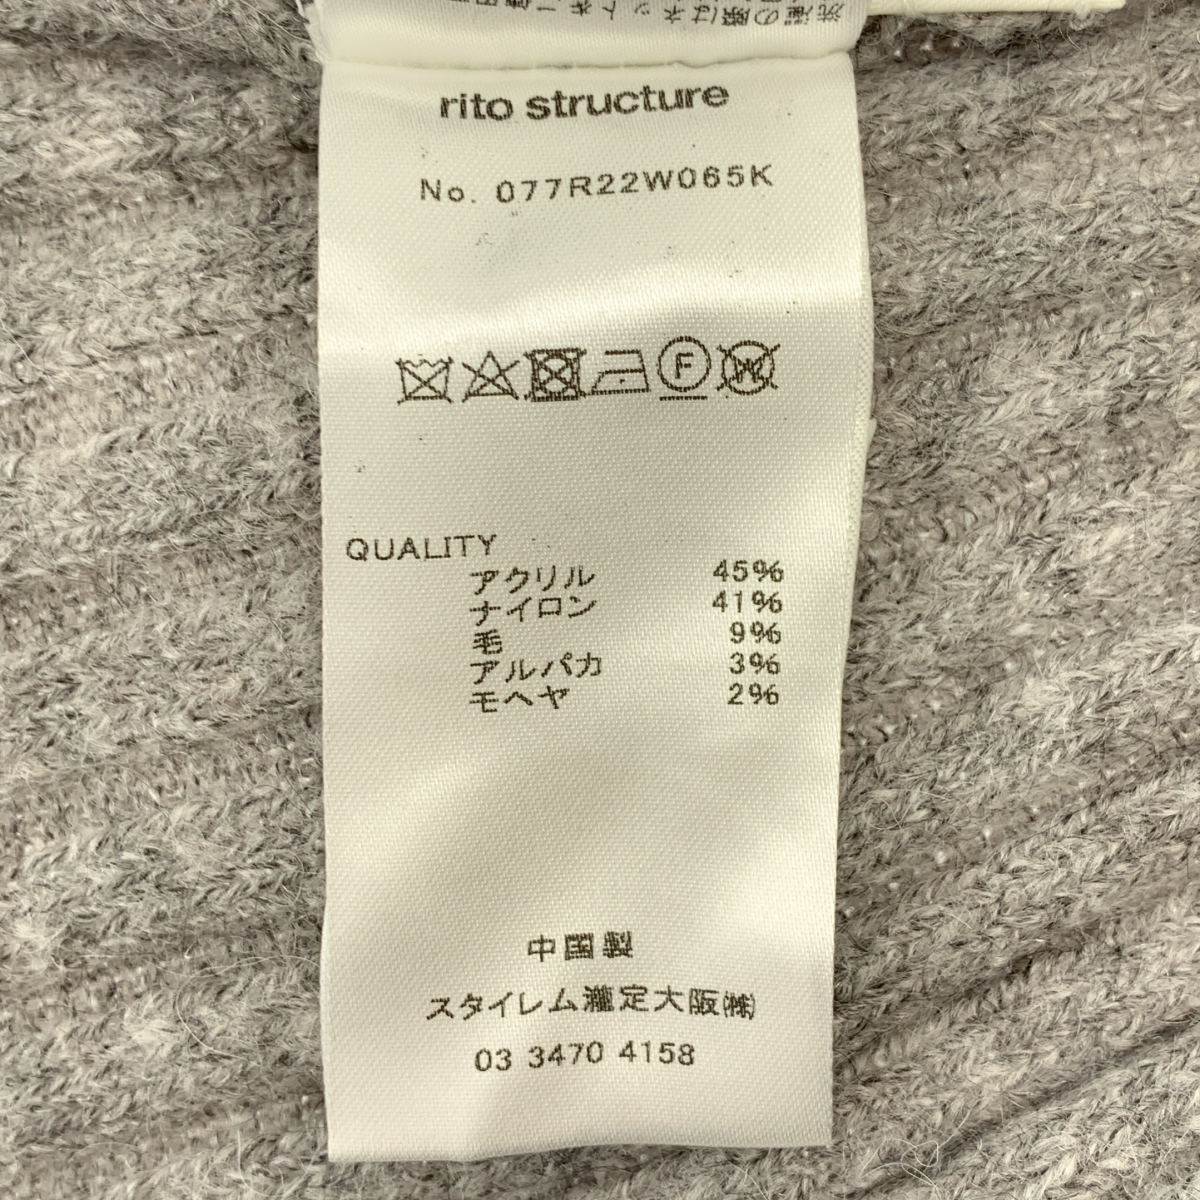 rito structure
No. 077R22W065K
F
W
QUALITY
アクリル 45%
ナイロン 41%
毛 9%
アルパカ 3%
モヘヤ 2%
中国製
スタイレム瀧定大阪㈱
03 3470 4158